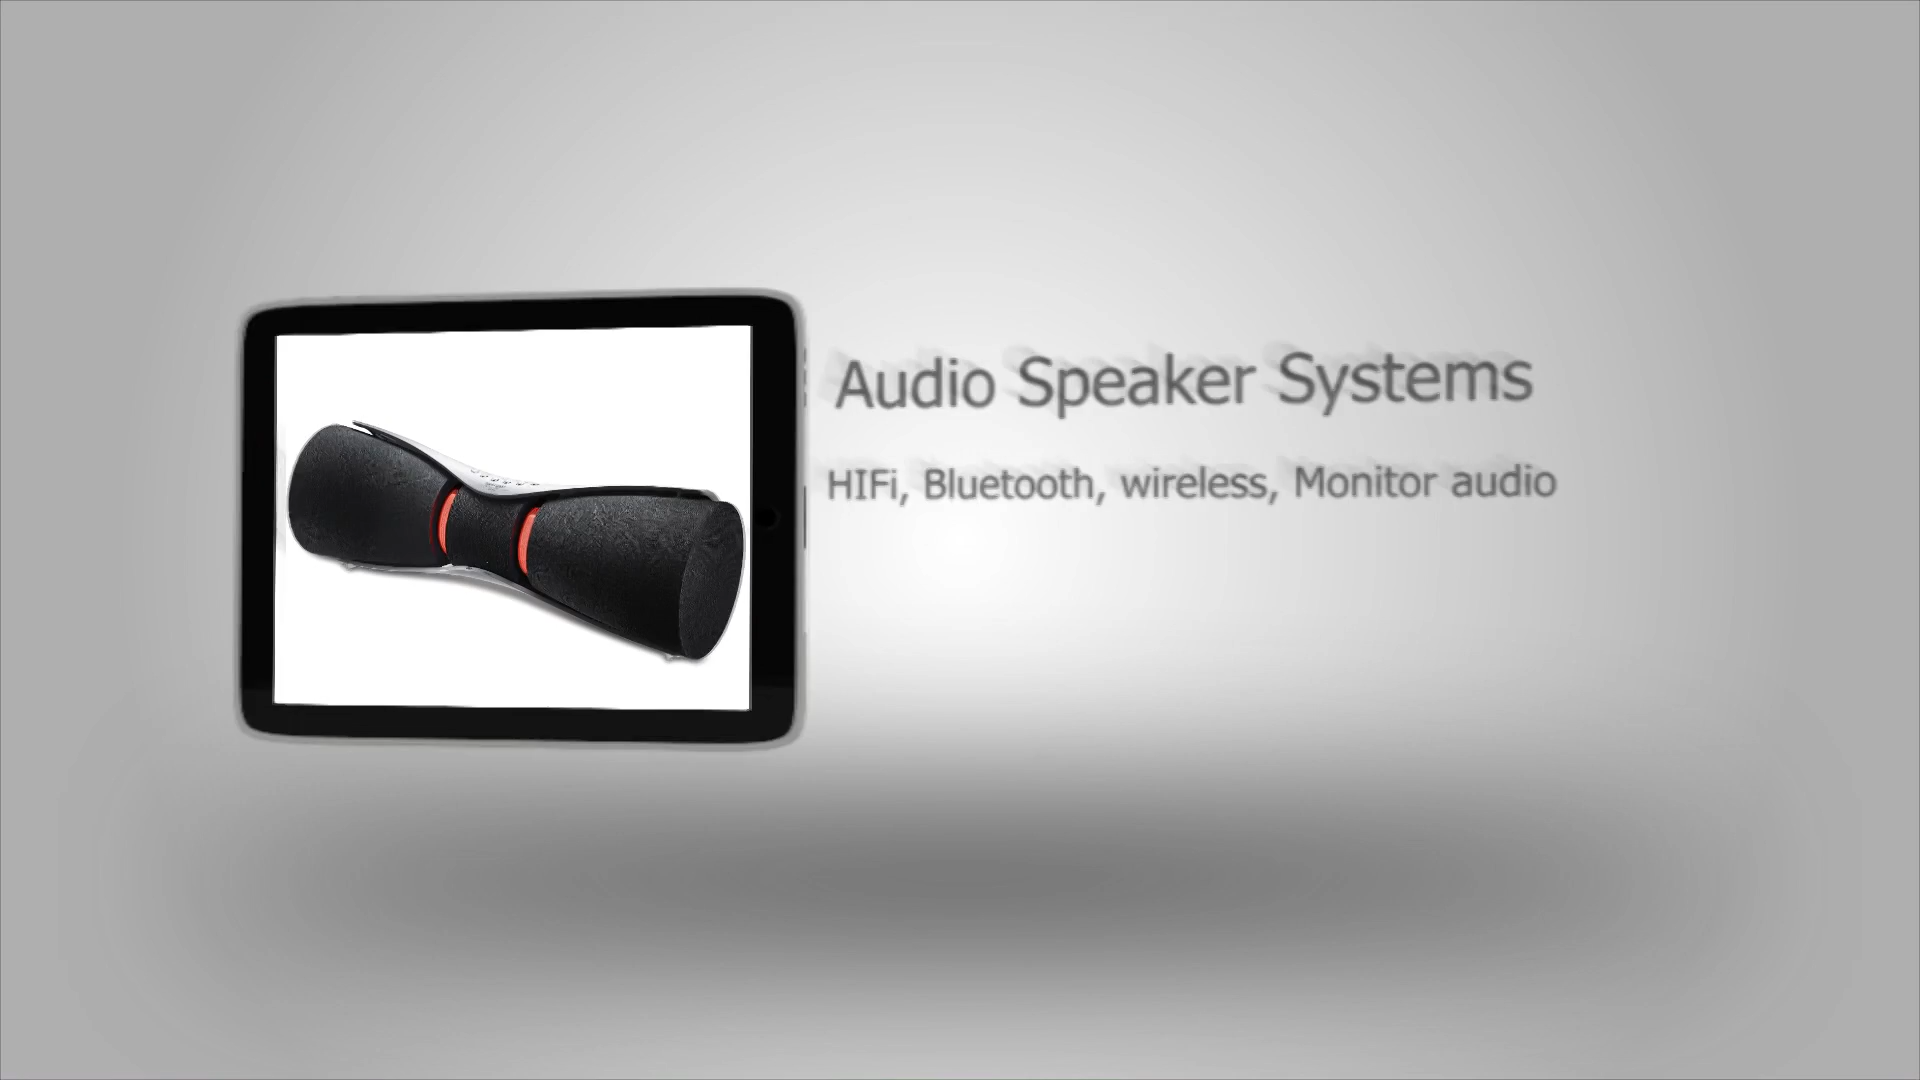 Audio Speaker Systems
HIFi, Bluetooth, wireless, Monitor audio